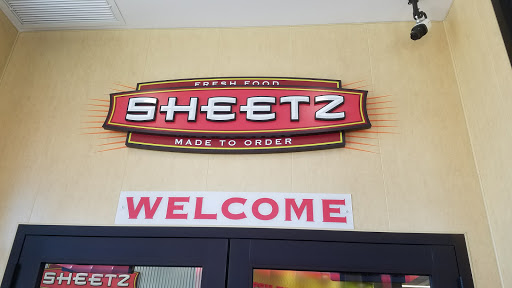 FRESH FOOD
SHEETZ
MADE TO ORDER
WELCOME
SHEETZ